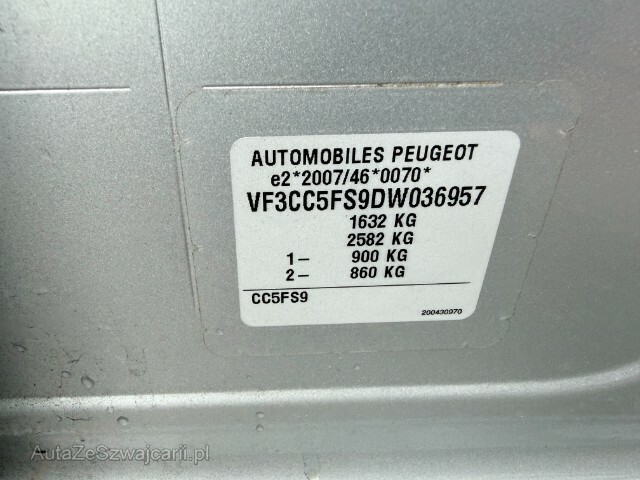 AUTOMOBILES PEUGEOT
e2*2007/46*0070*
VF3CC5FS9DW036957
1632 KG
2582 KG
1– 900 KG
2– 860 KG
CC5FS9
200430970
AutaZeSzwajcarii.pl